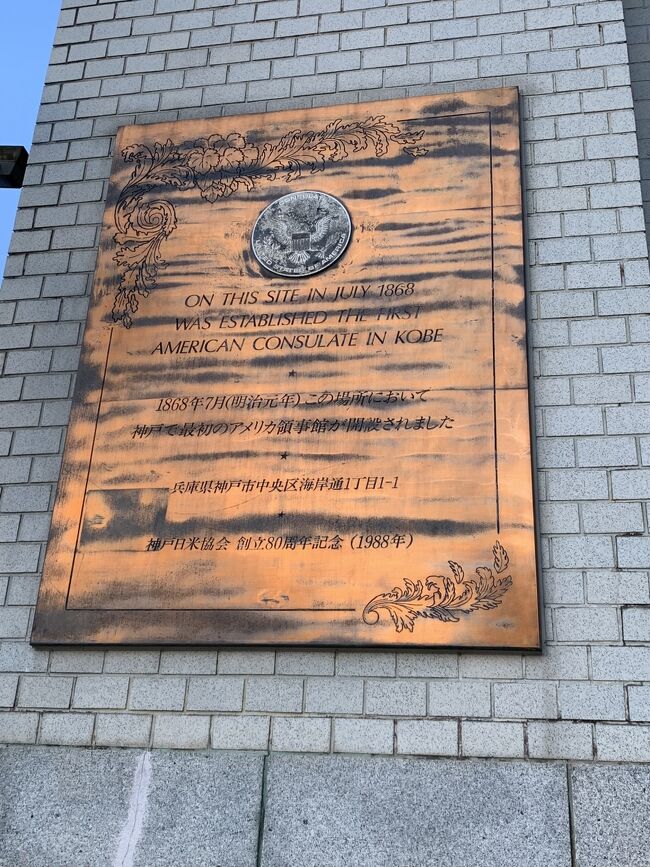 UNITED STATES OF AMERICA
ON THIS SITE IN JULY 1868
WAS ESTABLISHED THE FIRST
AMERICAN CONSULATE IN KOBE
1868年7月(明治元年)この場所において
神戸で最初のアメリカ領事館が開設されました
兵庫県神戸市中央区海岸通1丁目1-1
神戸日米協会 創立80周年記念 (1988年)